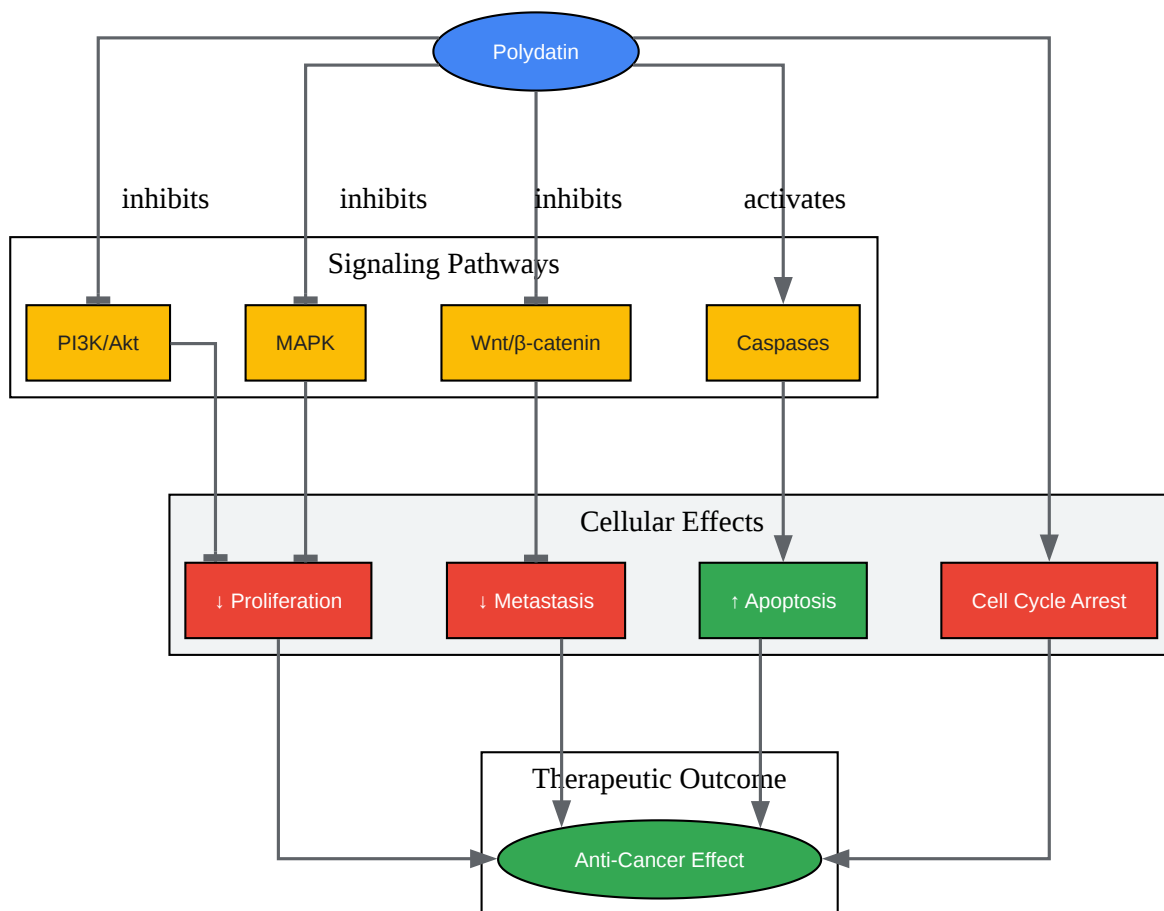 Polydatin
inhibits
inhibits
inhibits
activates
Signaling Pathways
PI3K/Akt
MAPK
Wnt/β-catenin
Caspases
Cellular Effects
↓ Proliferation
↓ Metastasis
↑ Apoptosis
Cell Cycle Arrest
Therapeutic Outcome
Anti-Cancer Effect